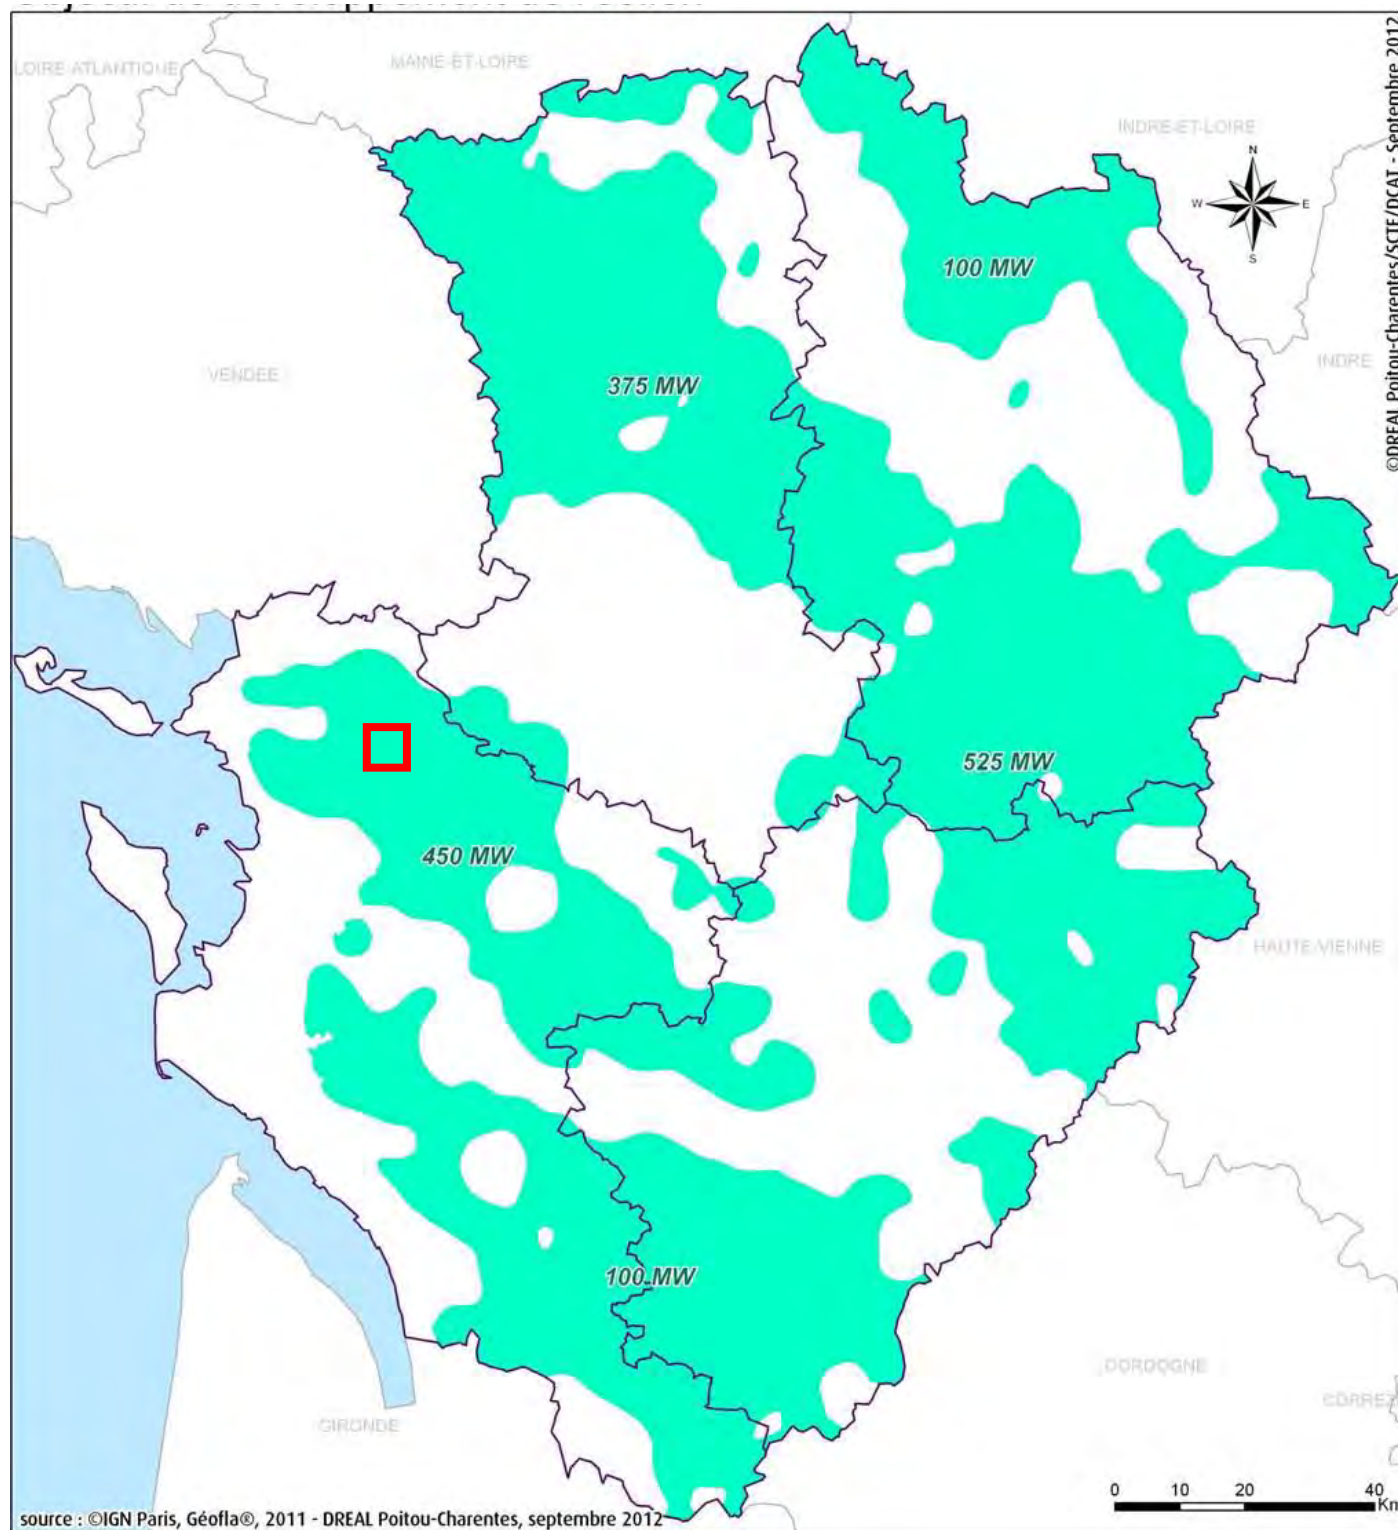 LOIRE-ATLANTIQUE
MAINE-ET-LOIRE
INDRE-ET-LOIRE
N
W
E
S
100 MW
INDRE
VENDEE
375 MW
525 MW
450 MW
HAUTE-VIENNE
100 MW
DORDOGNE
CORREZ
GIRONDE
0 10 20 40
Km
source : ©IGN Paris, Géofla®, 2011 - DREAL Poitou-Charentes, septembre 2012
©DREAL Poitou-Charentes/SCTE/DCAT - Septembre 2012